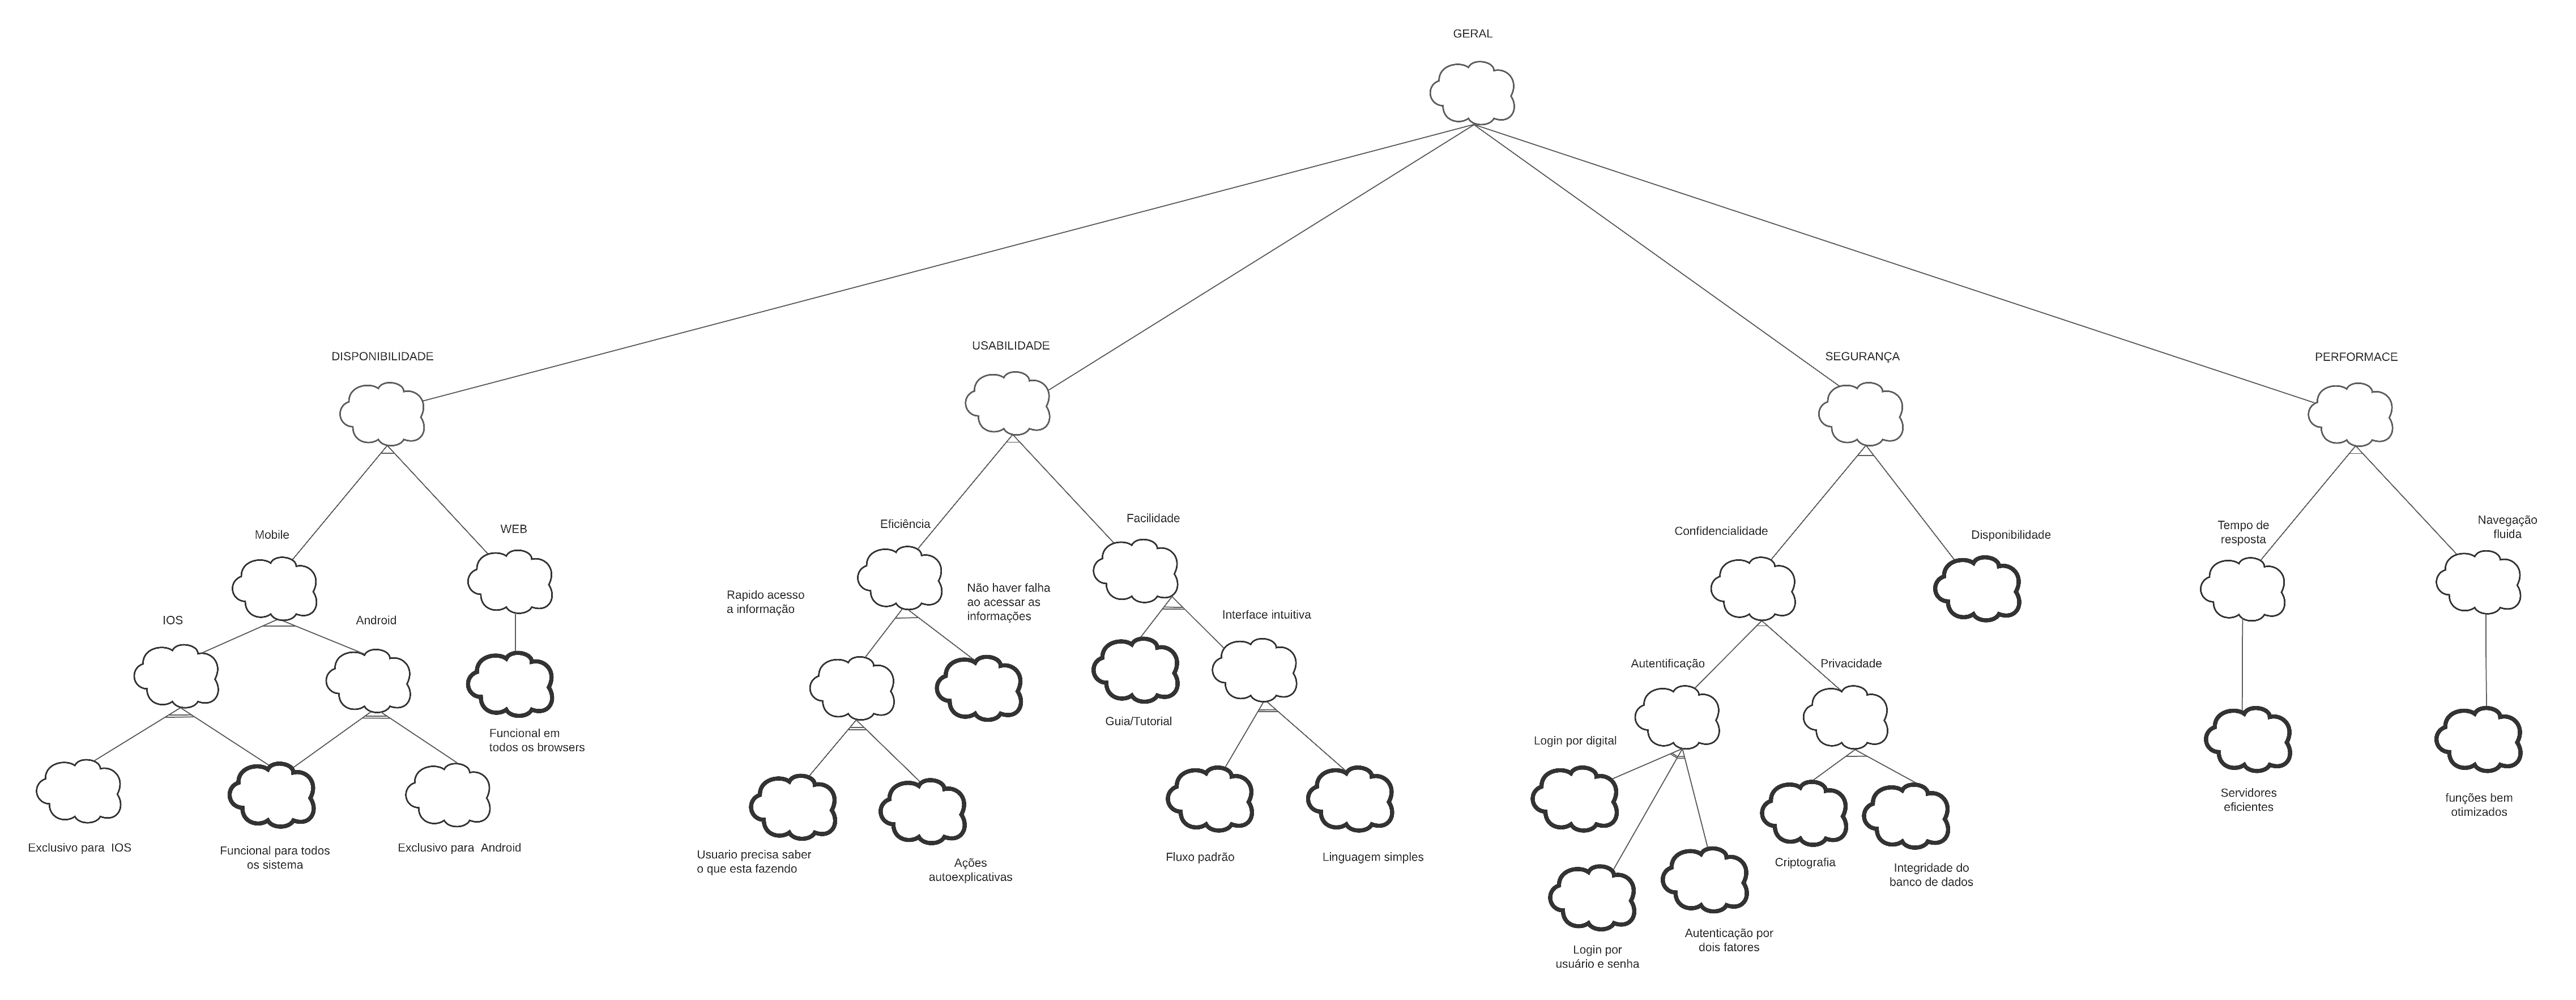 GERAL
DISPONIBILIDADE
USABILIDADE
SEGURANÇA
PERFORMACE
Mobile
WEB
Eficiência
Facilidade
Confidencialidade
Disponibilidade
Tempo de
resposta
Navegação
fluida
IOS
Android
Rapido acesso
a informação
Não haver falha
ao acessar as
informações
Interface intuitiva
Autentificação
Privacidade
Funcional em
todos os browsers
Guia/Tutorial
Login por digital
Servidores
eficientes
funções bem
otimizados
Exclusivo para IOS
Funcional para todos
os sistema
Exclusivo para Android
Usuario precisa saber
o que esta fazendo
Ações
autoexplicativas
Fluxo padrão
Linguagem simples
Criptografia
Integridade do
banco de dados
Login por
usuário e senha
Autenticação por
dois fatores